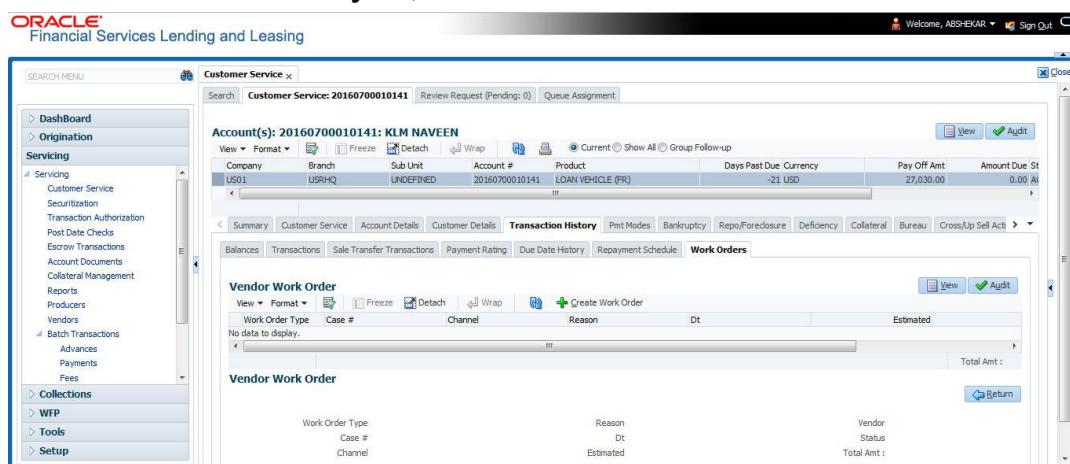 ORACLE
Financial Services Lending and Leasing
Welcome, ABSHEKAR
Sign Out
SEARCH MENU
Customer Service x
Close
Search Customer Service: 20160700010141 Review Request (Pending: 0) Queue Assignment
DashBoard
Origination
Servicing
Servicing
Customer Service
Securitization
Transaction Authorization
Post Date Checks
Escrow Transactions
Account Documents
Collateral Management
Reports
Producers
Vendors
Batch Transactions
Advances
Payments
Fees
Collections
WFP
Tools
Setup
Account(s): 20160700010141: KLM NAVEEN
View Audit
View Format Freeze Detach Wrap Current Show All Group Follow-up
Company Branch Sub Unit Account # Product Days Past Due Currency Pay Off Amt Amount Due St
US01 USRHQ UNDEFINED 20160700010141 LOAN VEHICLE (FR) -21 USD 27,030.00 0.00 A
Summary Customer Service Account Details Customer Details Transaction History Pmt Modes Bankruptcy Repo/Foreclosure Deficiency Collateral Bureau Cross/Up Sell Acti
Balances Transactions Sale Transfer Transactions Payment Rating Due Date History Repayment Schedule Work Orders
Vendor Work Order
View Audit
View Format Freeze Detach Wrap Create Work Order
Work Order Type Case # Channel Reason Dt Estimated
No data to display.
Total Amt :
Vendor Work Order
Return
Work Order Type Reason Vendor
Case # Dt Status
Channel Estimated Total Amt :